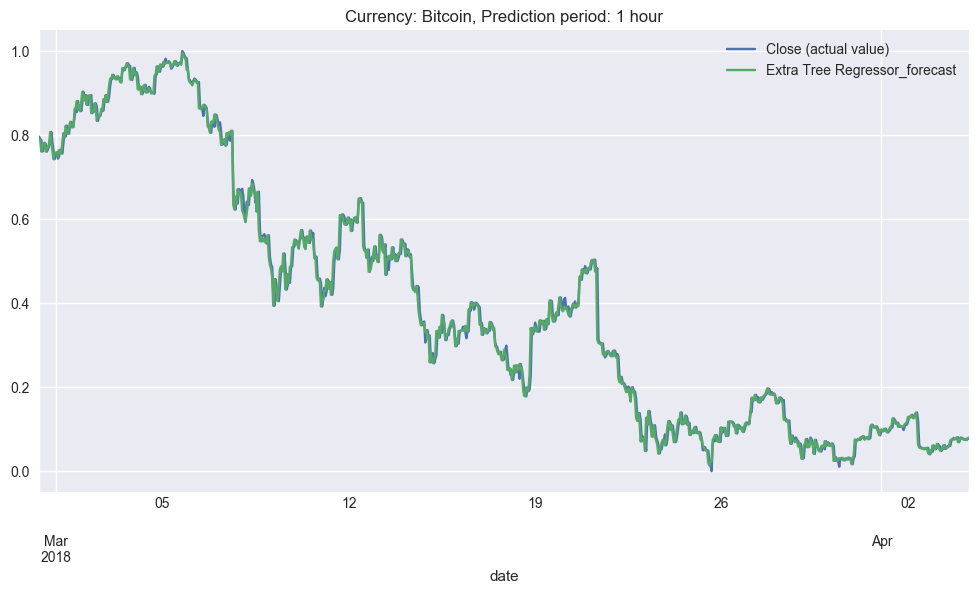 Currency: Bitcoin, Prediction period: 1 hour
Close (actual value)
Extra Tree Regressor_forecast
1.0
0.8
0.6
0.4
0.2
0.0
05 12 19 26 02
Mar Apr
2018
date